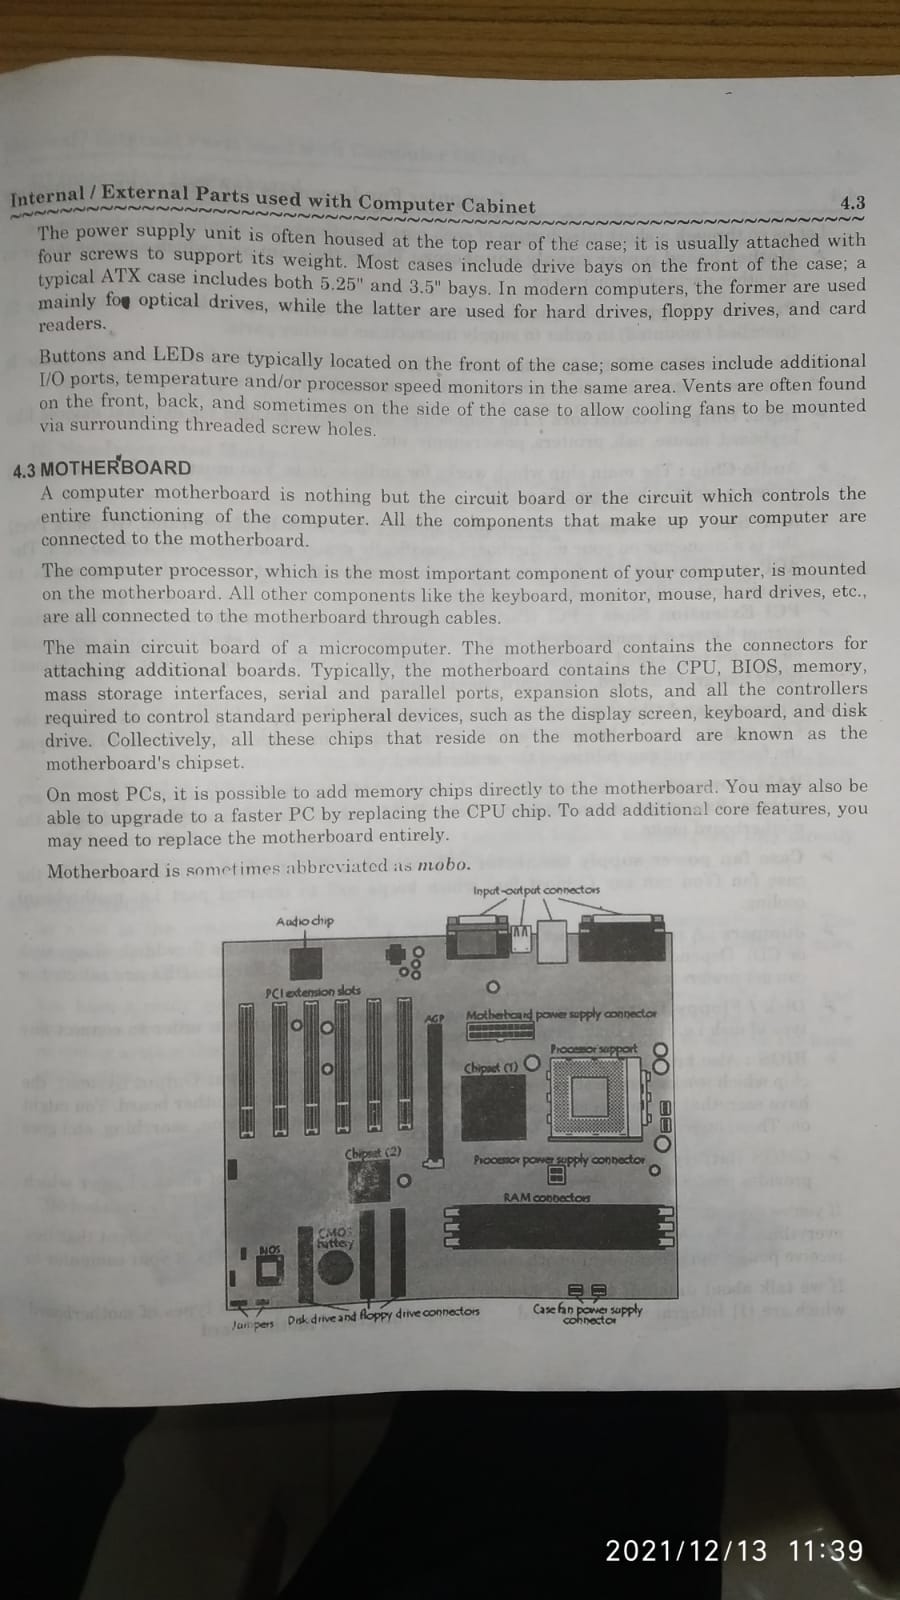 Internal / External Parts used with Computer Cabinet 4.3
The power supply unit is often housed at the top rear of the case; it is usually attached with
four screws to support its weight. Most cases include drive bays on the front of the case; a
typical ATX case includes both 5.25" and 3.5" bays. In modern computers, the former are used
mainly for optical drives, while the latter are used for hard drives, floppy drives, and card
readers.
Buttons and LEDs are typically located on the front of the case; some cases include additional
I/O ports, temperature and/or processor speed monitors in the same area. Vents are often found
on the front, back, and sometimes on the side of the case to allow cooling fans to be mounted
via surrounding threaded screw holes.
4.3 MOTHERBOARD
A computer motherboard is nothing but the circuit board or the circuit which controls the
entire functioning of the computer. All the components that make up your computer are
connected to the motherboard.
The computer processor, which is the most important component of your computer, is mounted
on the motherboard. All other components like the keyboard, monitor, mouse, hard drives, etc.,
are all connected to the motherboard through cables.
The main circuit board of a microcomputer. The motherboard contains the connectors for
attaching additional boards. Typically, the motherboard contains the CPU, BIOS, memory,
mass storage interfaces, serial and parallel ports, expansion slots, and all the controllers
required to control standard peripheral devices, such as the display screen, keyboard, and disk
drive. Collectively, all these chips that reside on the motherboard are known as the
motherboard's chipset.
On most PCs, it is possible to add memory chips directly to the motherboard. You may also be
able to upgrade to a faster PC by replacing the CPU chip. To add additional core features, you
may need to replace the motherboard entirely.
Motherboard is sometimes abbreviated as mobo.
Input-output connectors
Audio chip
PCI extension slots
AGP
Motherboard power supply connector
Processor support
Chipset (1)
Chipset (2)
Processor power supply connector
RAM connectors
CMOS
battery
BIOS
Jumpers
Disk drive and floppy drive connectors
Case fan power supply
connector
2021/12/13 11:39